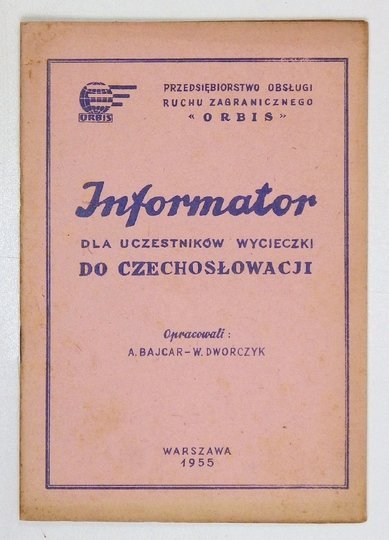 ORBIS
PRZEDSIĘBIORSTWO OBSŁUGI
RUCHU ZAGRANICZNEGO
« ORBIS »
Informator
DLA UCZESTNIKÓW WYCIECZKI
DO CZECHOSŁOWACJI
Opracowali:
A. BAJCAR – W. DWORCZYK
WARSZAWA
1955